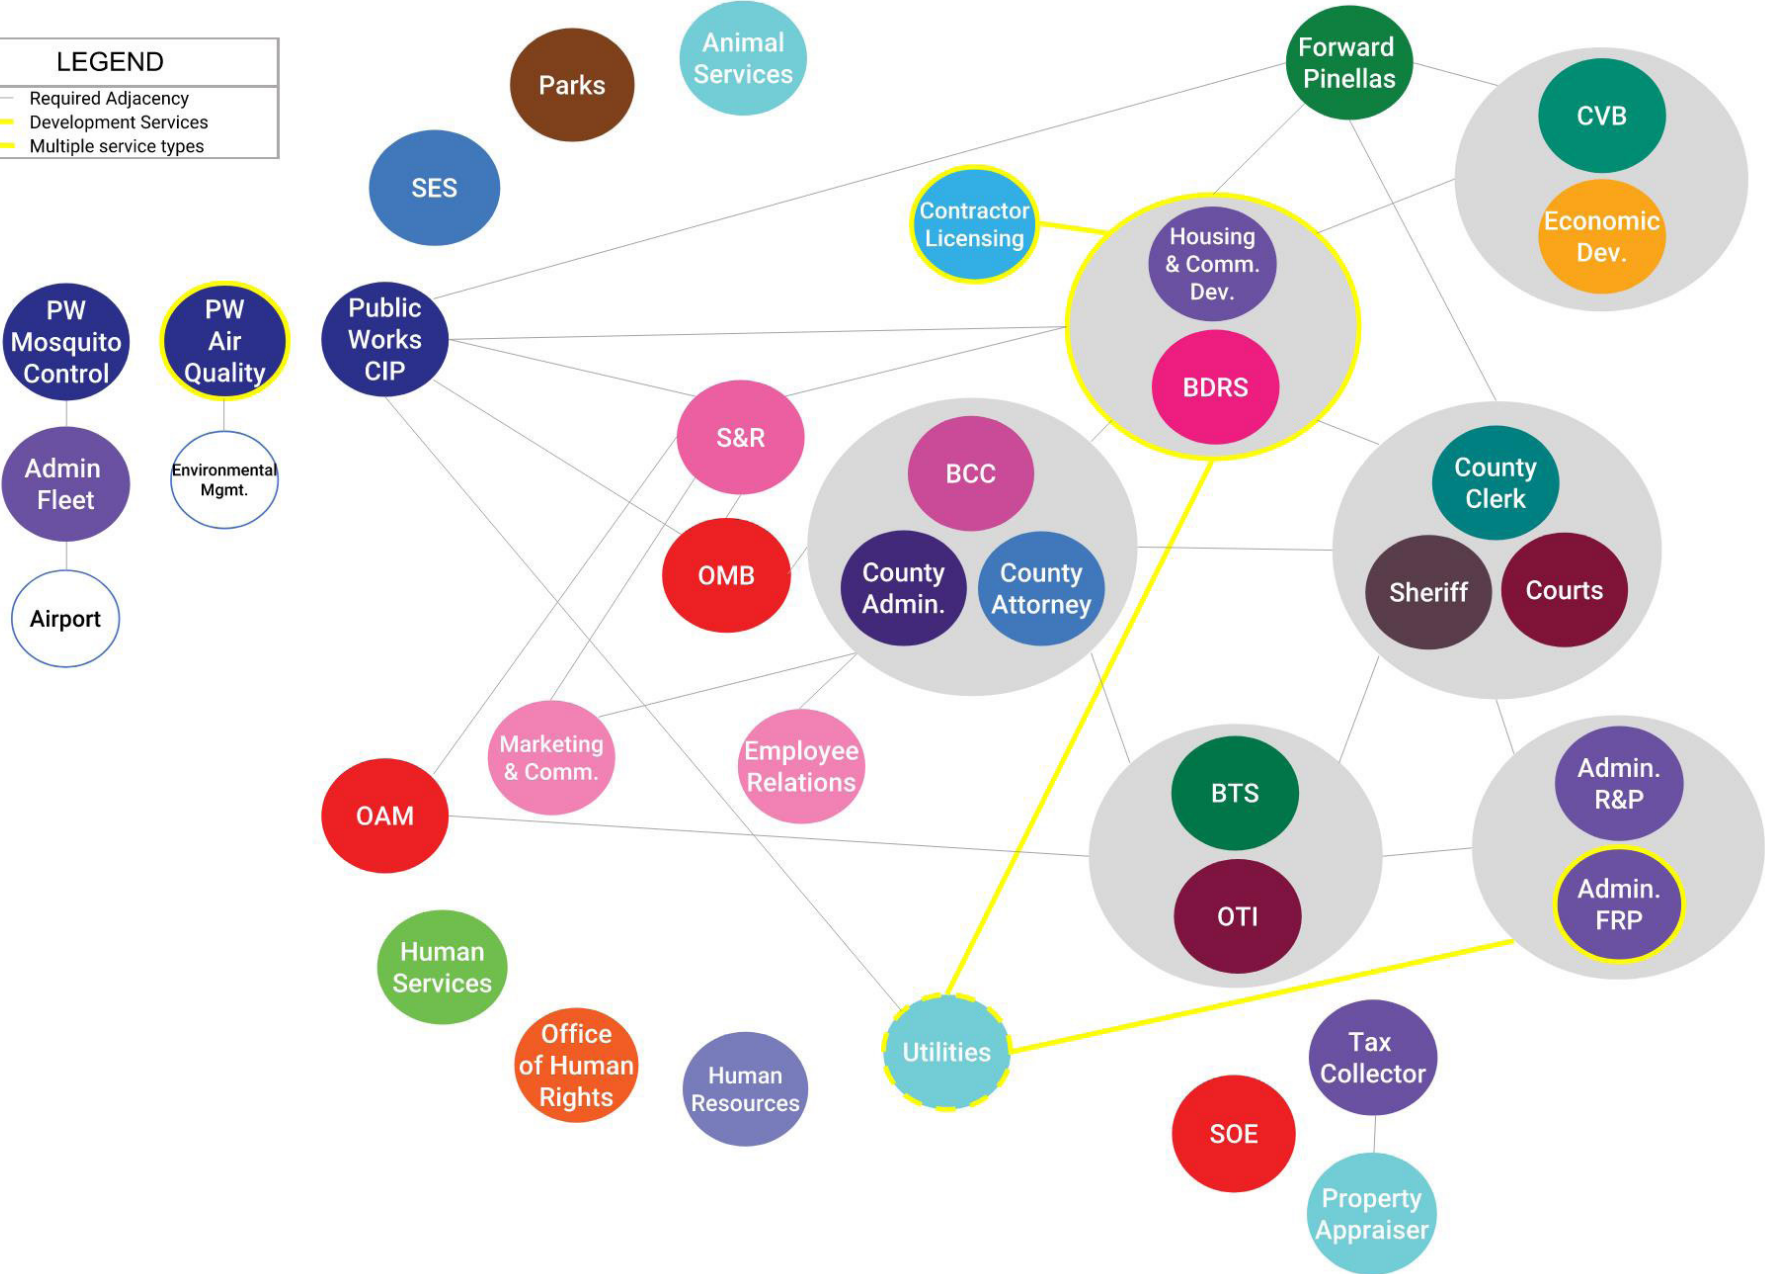 LEGEND
Required Adjacency
Development Services
Multiple service types
Parks
Animal
Services
SES
Forward
Pinellas
CVB
Economic
Dev.
Contractor
Licensing
Housing
& Comm.
Dev.
BDRS
PW
Mosquito
Control
PW
Air
Quality
Public
Works
CIP
Admin
Fleet
Environmental
Mgmt.
Airport
S&R
OMB
BCC
County
Admin.
County
Attorney
County
Clerk
Sheriff
Courts
Marketing
& Comm.
Employee
Relations
OAM
BTS
OTI
Admin.
R&P
Admin.
FRP
Human
Services
Office
of Human
Rights
Human
Resources
Utilities
Tax
Collector
SOE
Property
Appraiser